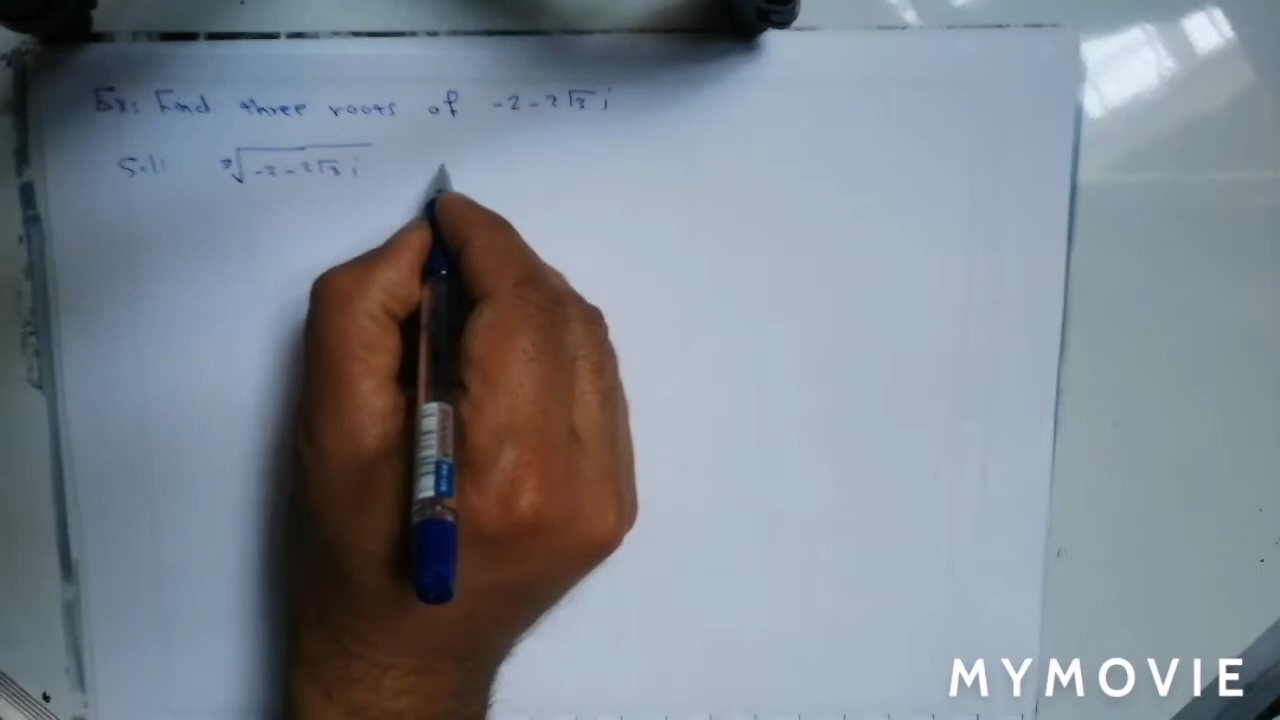 Ex: Find three roots of -2-2√3 i
Sol: ³√-2-2√3 i
MYMOVIE